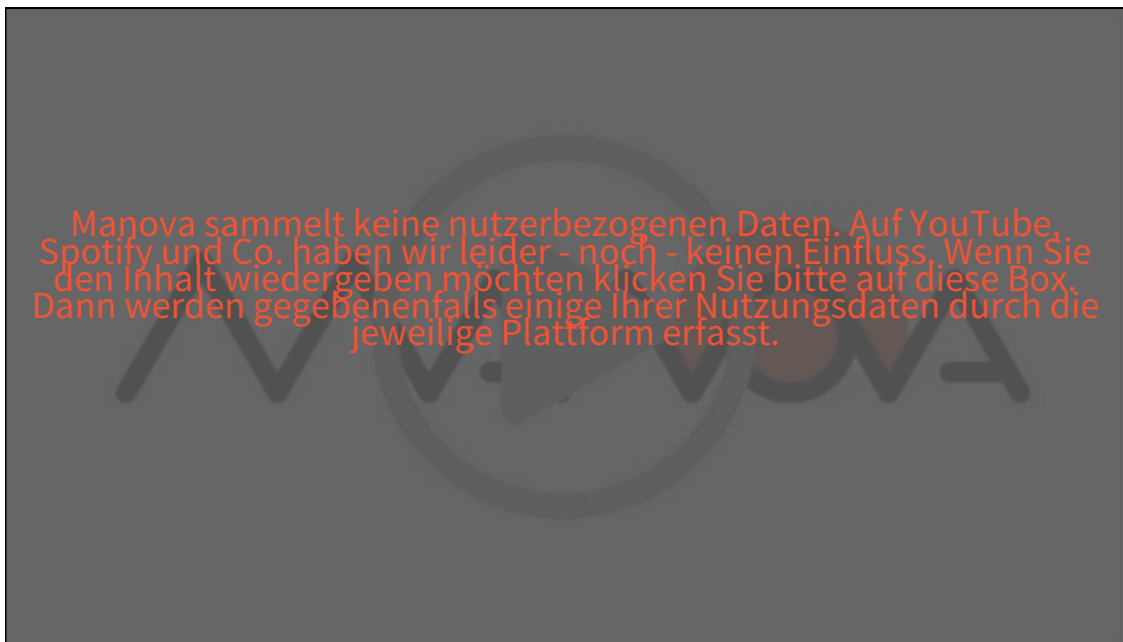 Manova sammelt keine nutzerbezogenen Daten. Auf YouTube,
Spotify und Co. haben wir leider - noch - keinen Einfluss. Wenn Sie
den Inhalt wiedergeben möchten klicken Sie bitte auf diese Box.
Dann werden gegebenenfalls einige Ihrer Nutzungsdaten durch die
jeweilige Plattform erfasst.
MANOVA